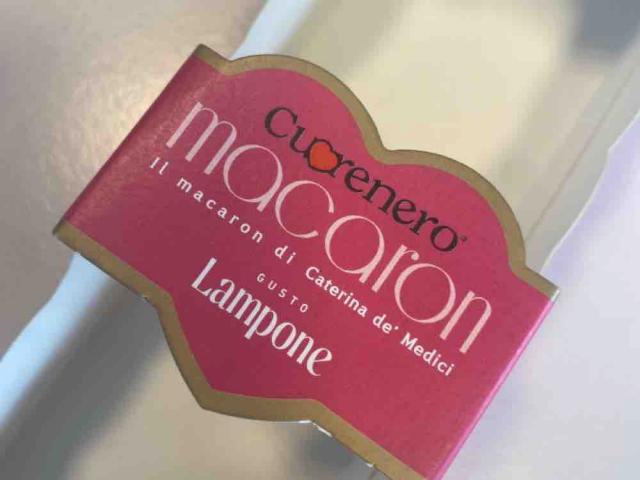 Cuorenero
macaron
Il macaron di Caterina de' Medici
GUSTO
Lampone